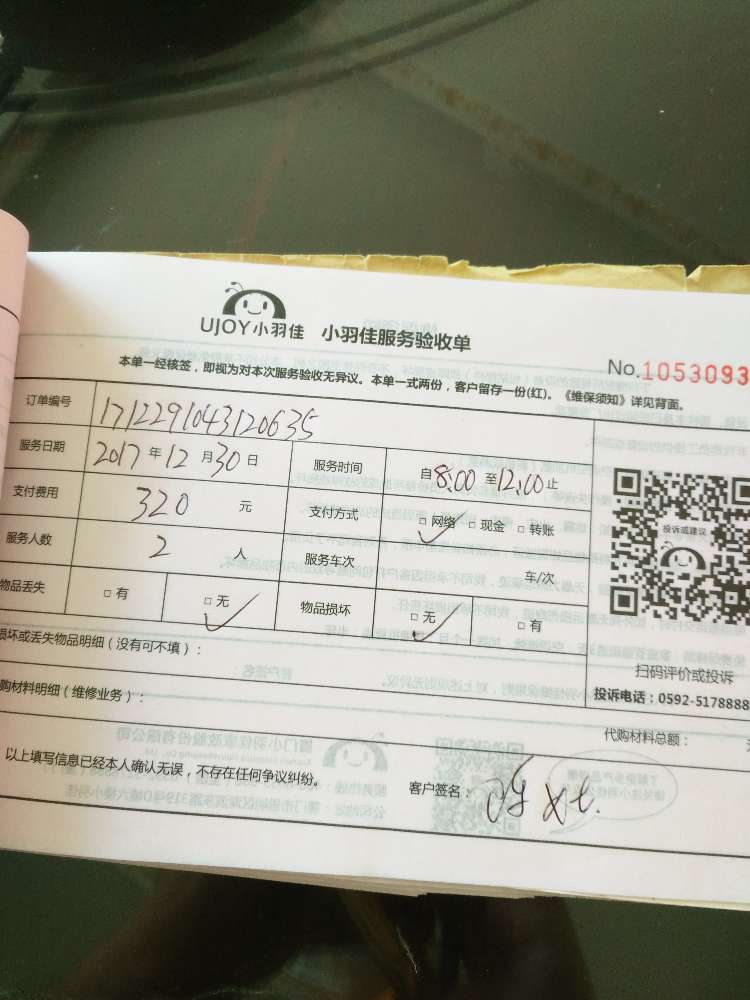 UJOY小羽佳 小羽佳服务验收单
No.1053093
本单一经核签，即视为对本次服务验收无异议。本单一式两份，客户留存一份(红)。《维保须知》详见背面。
订单编号 1712291043120635
服务日期 2017 年 12 月 30 日 服务时间 自 8:00 至 12:00 止
支付费用 320 元 支付方式 □ 网络 □ 现金 □ 转账
服务人数 2 人 服务车次 车/次
物品丢失 □ 有 □ 无 物品损坏 □ 无 □ 有
投诉或建议
扫码评价或投诉
投诉电话：0592-5178888
损坏或丢失物品明细（没有可不填）：
购材料明细（维修业务）：
代购材料总额：
以上填写信息已经本人确认无误，不存在任何争议纠纷。 客户签名：